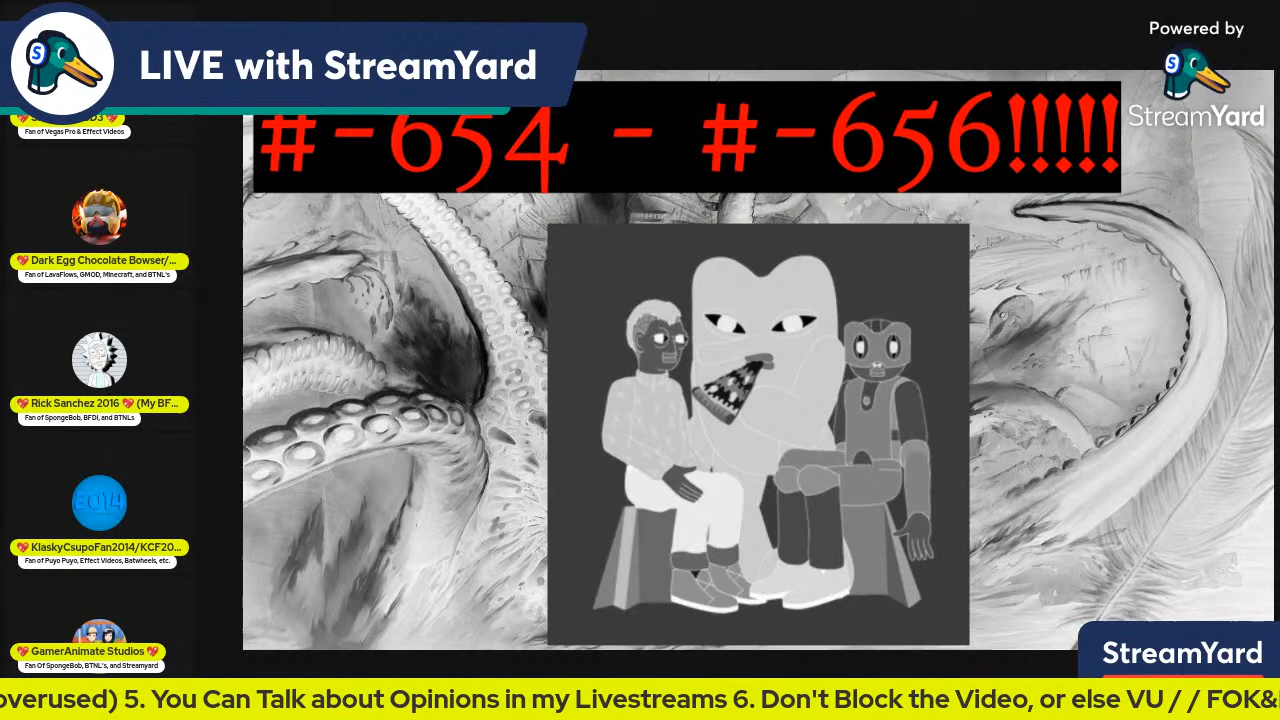 LIVE with StreamYard
Powered by
StreamYard
#-654 - #-656!!!!!
Fan of Vegas Pro & Effect Videos
💖 Dark Egg Chocolate Bowser/...
Fan of LavaFlows, GMOD, Minecraft, and BTNL's
💖 Rick Sanchez 2016 💖 (My BF...
Fan of SpongeBob, BFDI, and BTNLs
EQ14
💖 KlaskyCsupoFan2014/KCF20...
Fan of Puyo Puyo, Effect Videos, Batwheels, etc.
💖 GamerAnimate Studios 💖
Fan Of SpongeBob, BTNL's, and Streamyard
StreamYard
overused) 5. You Can Talk about Opinions in my Livestreams 6. Don't Block the Video, or else VU / / FOK&